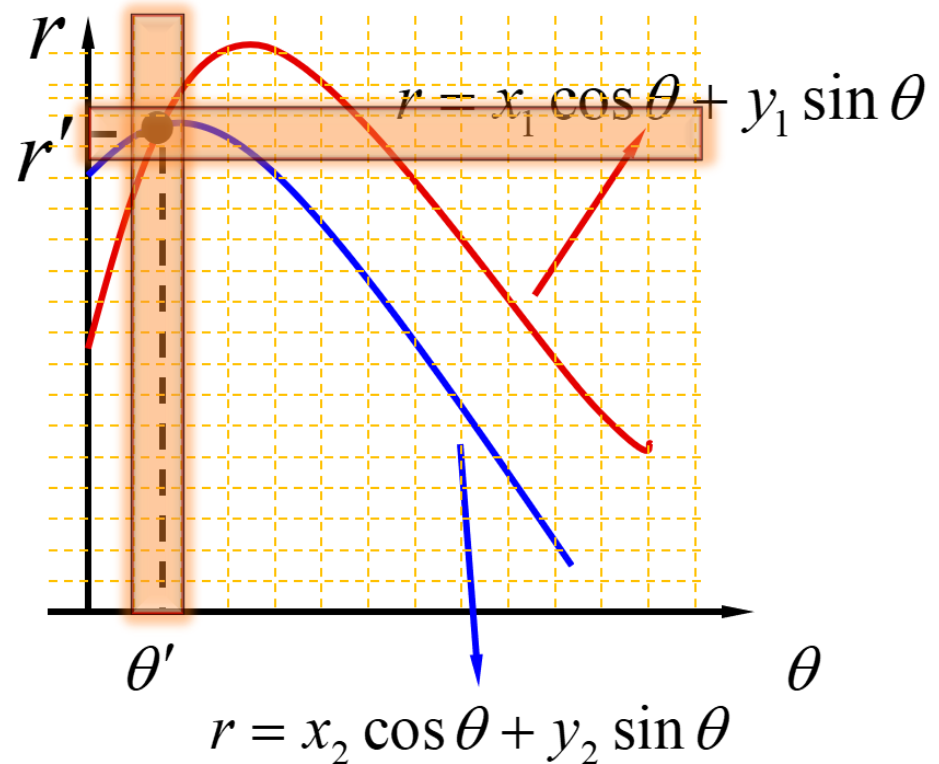 r
r = x₁ cos θ + y₁ sin θ
r′
θ′
θ
r = x₂ cos θ + y₂ sin θ